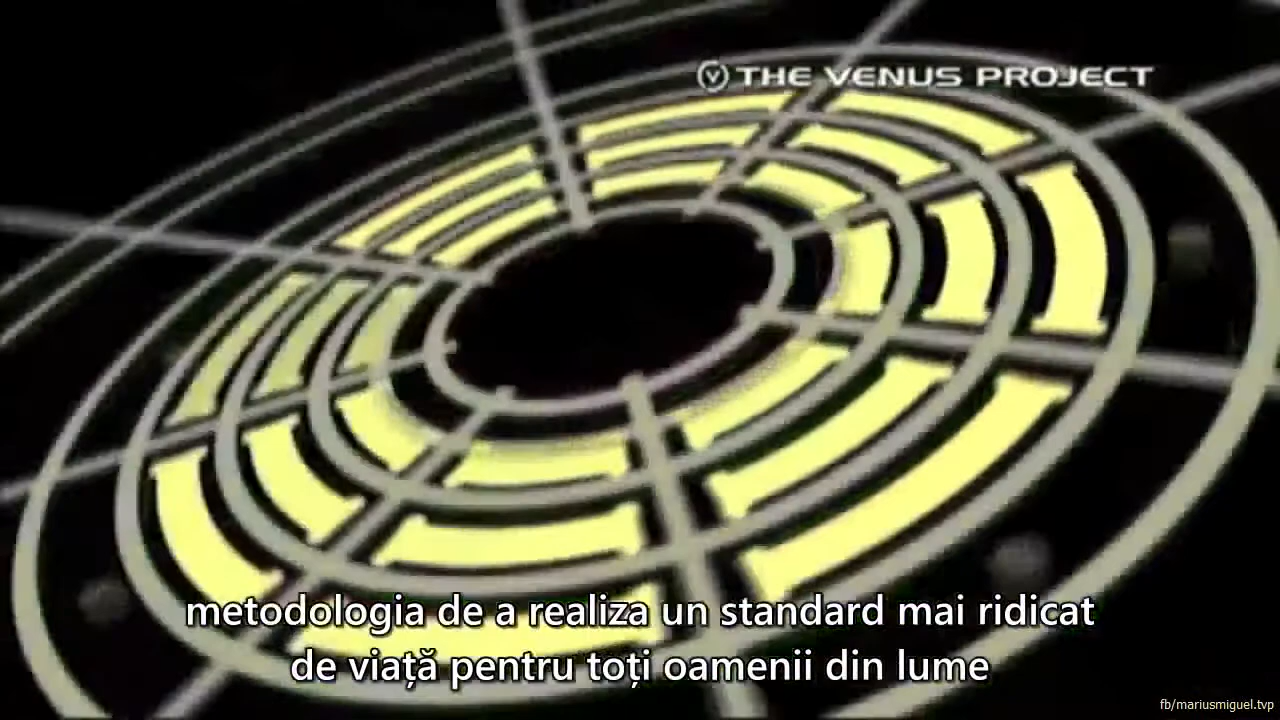 THE VENUS PROJECT
metodologia de a realiza un standard mai ridicat
de viață pentru toți oamenii din lume
fb/mariusmiguel.tvp